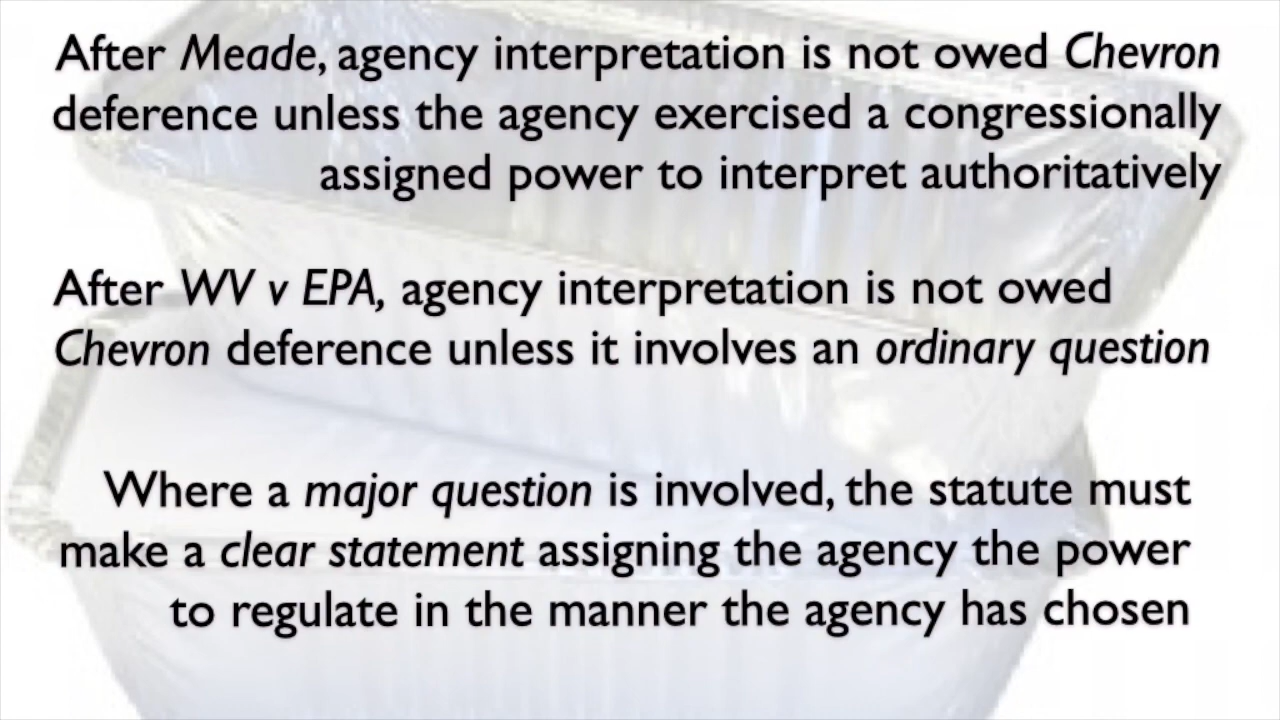 After Meade, agency interpretation is not owed Chevron
deference unless the agency exercised a congressionally
assigned power to interpret authoritatively
After WV v EPA, agency interpretation is not owed
Chevron deference unless it involves an ordinary question
Where a major question is involved, the statute must
make a clear statement assigning the agency the power
to regulate in the manner the agency has chosen